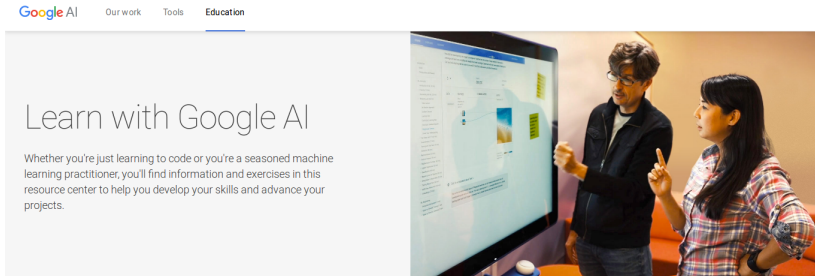 Google AI Our work Tools Education
Learn with Google AI
Whether you're just learning to code or you're a seasoned machine
learning practitioner, you'll find information and exercises in this
resource center to help you develop your skills and advance your
projects.